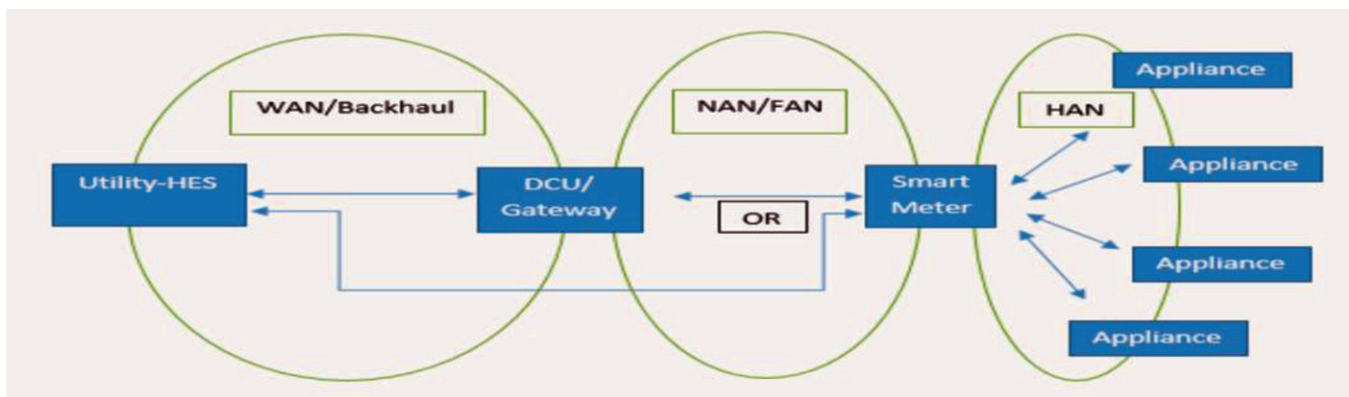 WAN/Backhaul
NAN/FAN
HAN
Appliance
Utility-HES
DCU/
Gateway
OR
Smart
Meter
Appliance
Appliance
Appliance